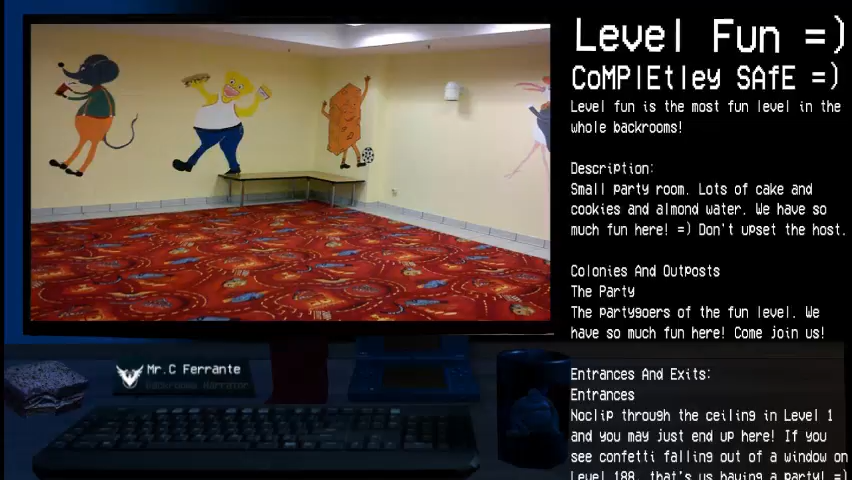 Level Fun =)
CoMPlEtley SAfE =)
Level fun is the most fun level in the
whole backrooms!
Description:
Small party room. Lots of cake and
cookies and almond water. We have so
much fun here! =) Don't upset the host.
Colonies And Outposts
The Party
The partygoers of the fun level. We
have so much fun here! Come join us!
Entrances And Exits:
Entrances
Noclip through the ceiling in Level 1
and you may just end up here! If you
see confetti falling out of a window on
Level 188, that's us having a party! =)
Mr.C Ferrante
Backrooms Narrator